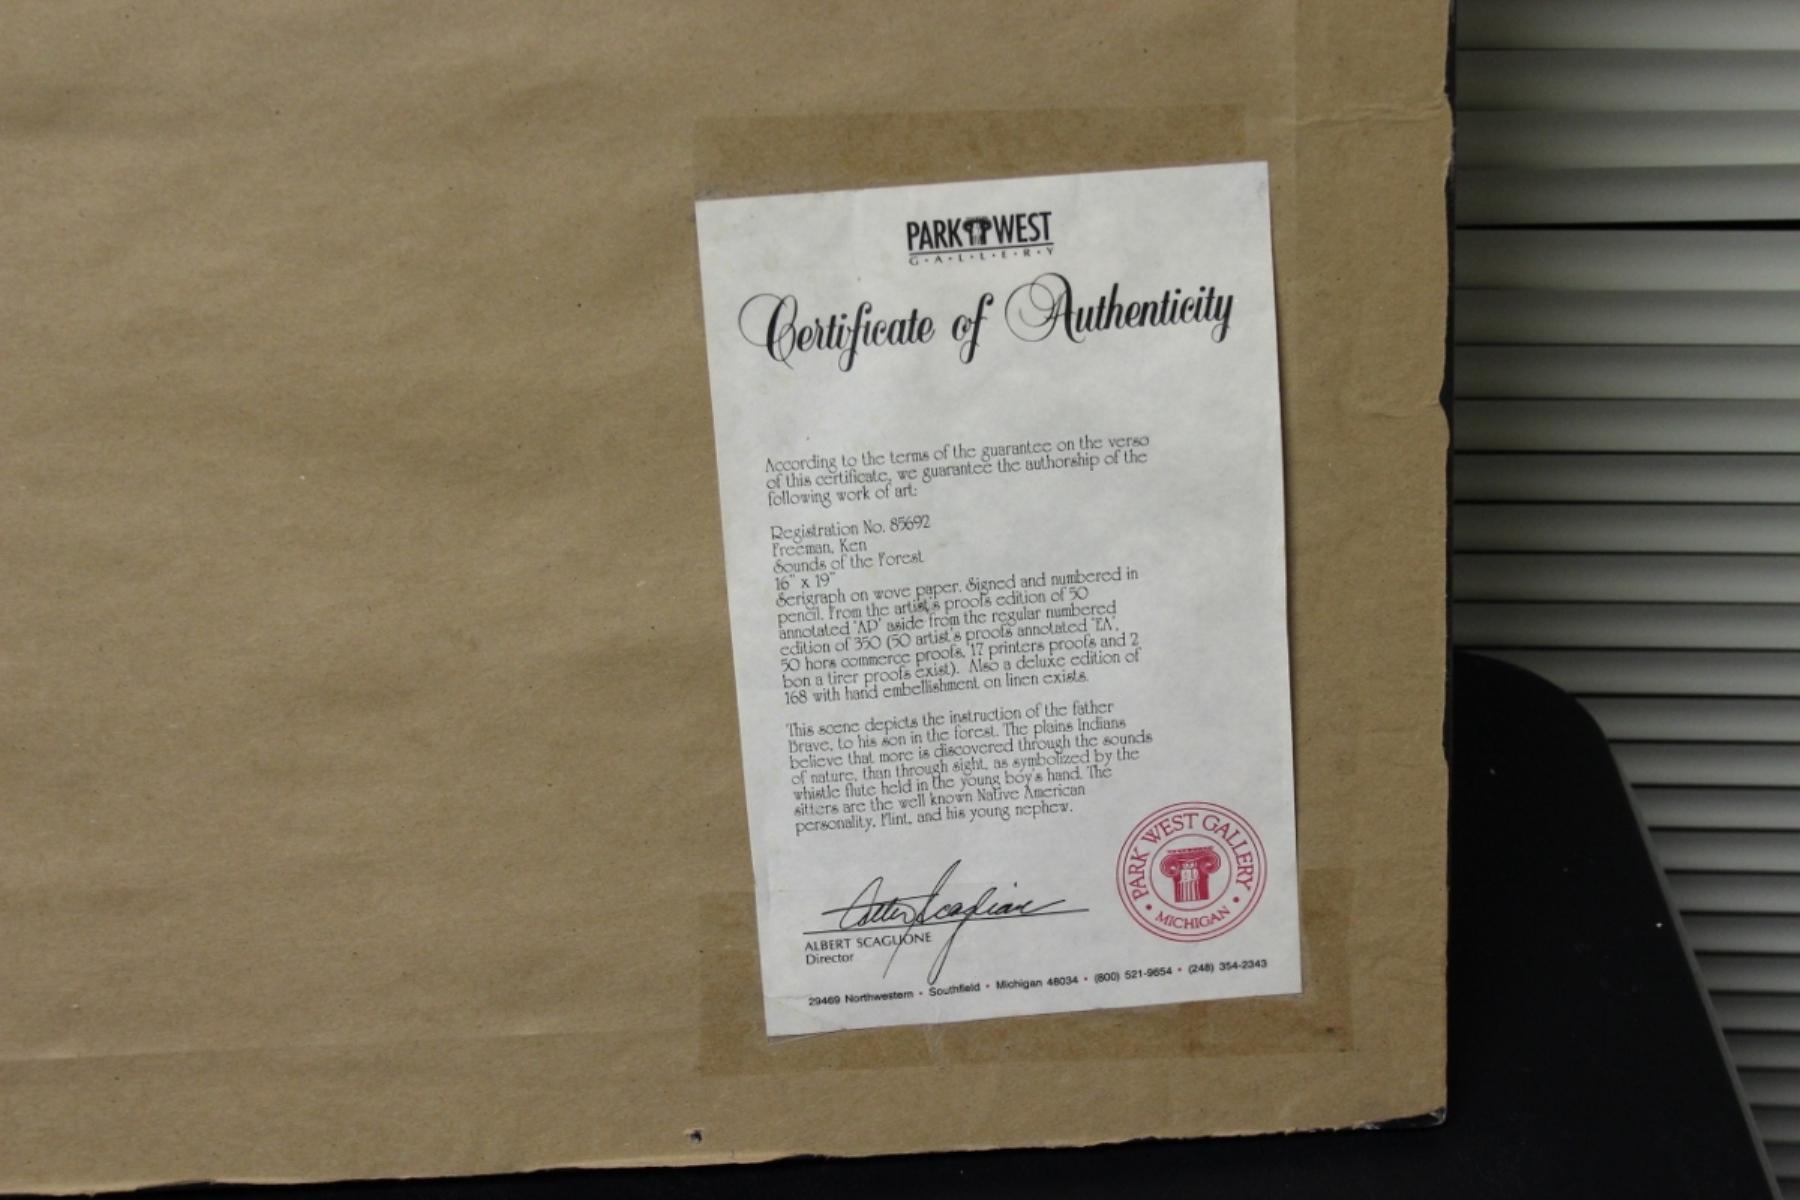 PARK WEST
G·A·L·L·E·R·Y
Certificate of Authenticity
According to the terms of the guarantee on the verso
of this certificate, we guarantee the authorship of the
following work of art:
Registration No. 85692
Freeman, Ken
Sounds of the Forest
16" x 19"
Serigraph on wove paper. Signed and numbered in
pencil. From the artist's proofs edition of 50
annotated 'AP' aside from the regular numbered
edition of 350 (50 artist's proofs annotated 'EA',
50 hors commerce proofs, 17 printers proofs and 2
bon a tirer proofs exist). Also a deluxe edition of
168 with hand embellishment on linen exists.
This scene depicts the instruction of the father
Brave, to his son in the forest. The plains Indians
believe that more is discovered through the sounds
of nature, than through sight, as symbolized by the
whistle flute held in the young boy's hand. The
sitters are the well known Native American
personality, Flint, and his young nephew.
PARK WEST GALLERY
• MICHIGAN •
ALBERT SCAGLIONE
Director
29469 Northwestern • Southfield • Michigan 48034 • (800) 521-9654 • (248) 354-2343